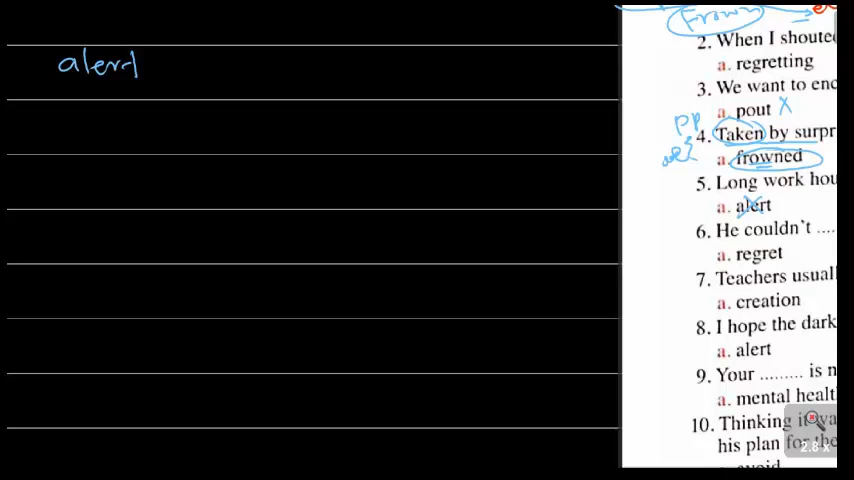 alert
Frown
2. When I shoute
a. regretting
3. We want to enc
a. pout X
PP
4. Taken by surpr
a. frowned
5. Long work hou
a. alert
6. He couldn't ....
a. regret
7. Teachers usuall
a. creation
8. I hope the dark
a. alert
9. Your ......... is n
a. mental healt
10. Thinking it wa
his plan for the
a. avoid
2.8 x